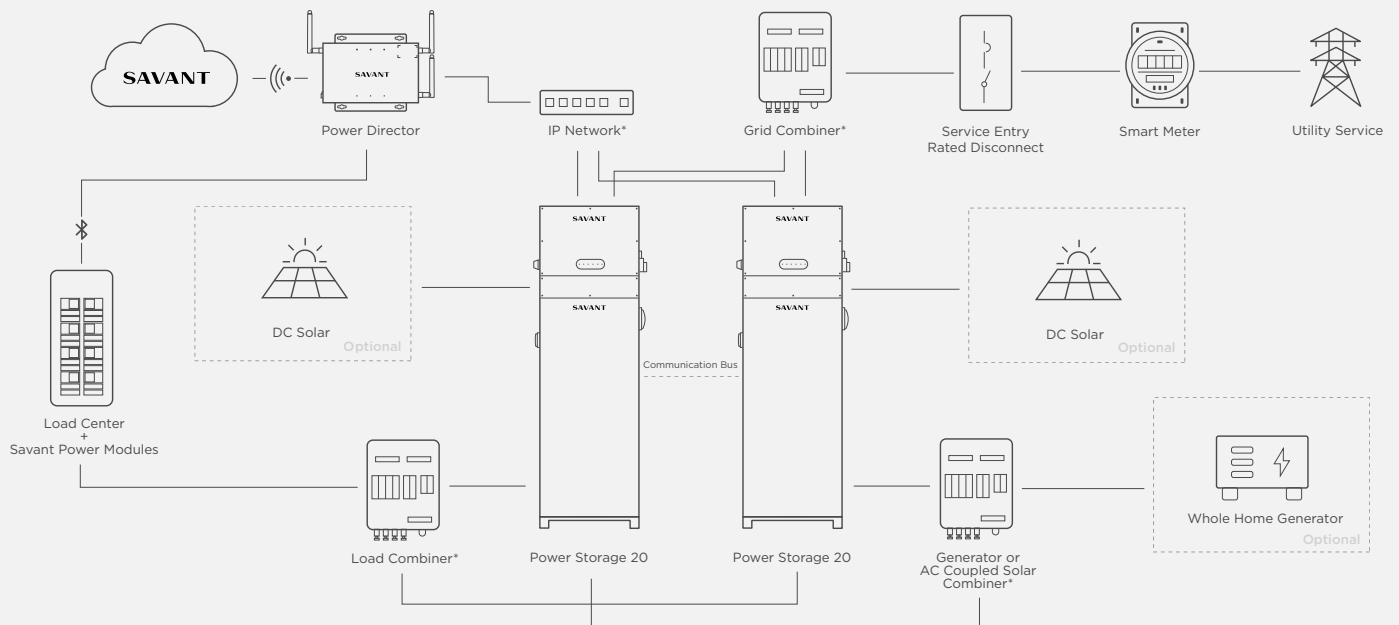 SAVANT
SAVANT
Power Director
IP Network*
Grid Combiner*
Service Entry
Rated Disconnect
Smart Meter
Utility Service
SAVANT
SAVANT
DC Solar
Optional
SAVANT
SAVANT
DC Solar
Optional
Communication Bus
Load Center
+
Savant Power Modules
Load Combiner*
Power Storage 20
Power Storage 20
Generator or
AC Coupled Solar
Combiner*
Whole Home Generator
Optional